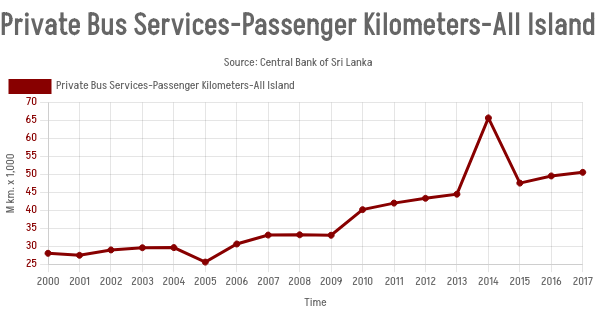 Private Bus Services-Passenger Kilometers-All Island
Source: Central Bank of Sri Lanka
Private Bus Services-Passenger Kilometers-All Island
M km. x 1,000
70
65
60
55
50
45
40
35
30
25
2000 2001 2002 2003 2004 2005 2006 2007 2008 2009 2010 2011 2012 2013 2014 2015 2016 2017
Time